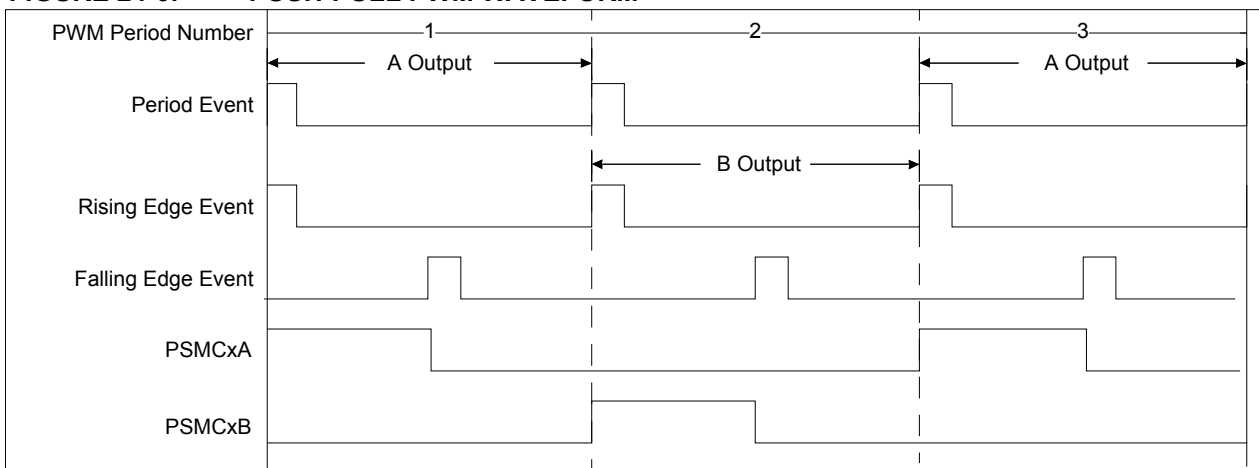 PWM Period Number 1 2 3
A Output A Output
Period Event
B Output
Rising Edge Event
Falling Edge Event
PSMCxA
PSMCxB